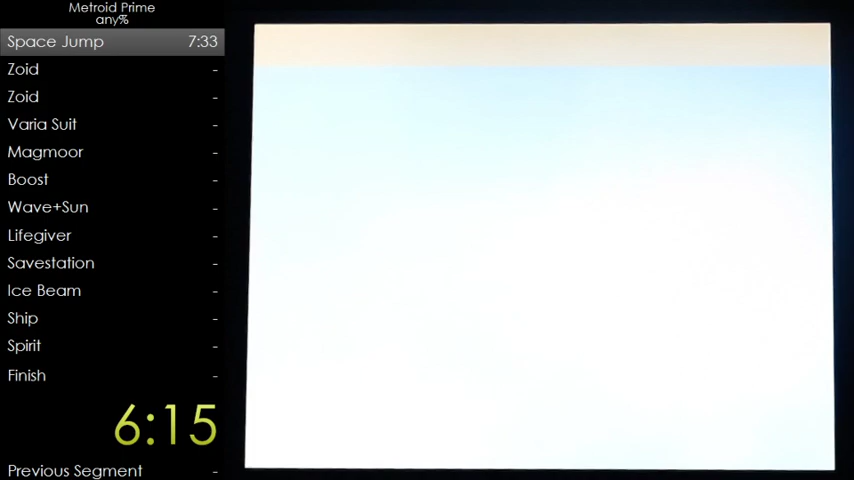 Metroid Prime
any%
Space Jump 7:33
Zoid -
Zoid -
Varia Suit -
Magmoor -
Boost -
Wave+Sun -
Lifegiver -
Savestation -
Ice Beam -
Ship -
Spirit -
Finish -
6:15
Previous Segment -